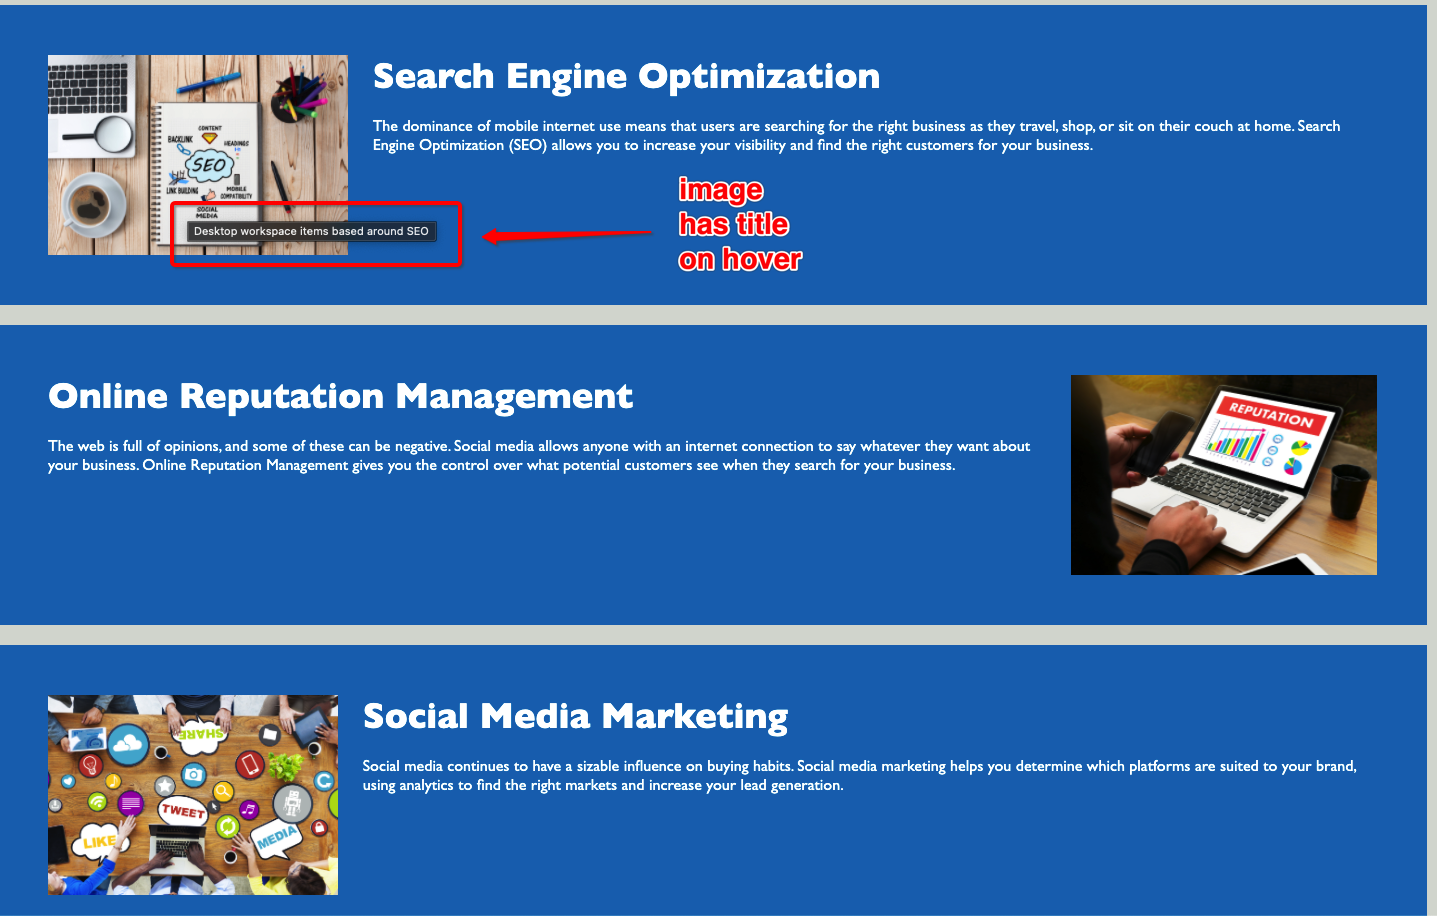 Search Engine Optimization
The dominance of mobile internet use means that users are searching for the right business as they travel, shop, or sit on their couch at home. Search
Engine Optimization (SEO) allows you to increase your visibility and find the right customers for your business.
CONTENT
BACKLINK
HEADINGS
SEO
LINK BUILDING
MOBILE
COMPATIBILITY
SOCIAL
MEDIA
Desktop workspace items based around SEO
image
has title
on hover
Online Reputation Management
The web is full of opinions, and some of these can be negative. Social media allows anyone with an internet connection to say whatever they want about
your business. Online Reputation Management gives you the control over what potential customers see when they search for your business.
REPUTATION
Social Media Marketing
Social media continues to have a sizable influence on buying habits. Social media marketing helps you determine which platforms are suited to your brand,
using analytics to find the right markets and increase your lead generation.
SHARE
TWEET
LIKE
MEDIA